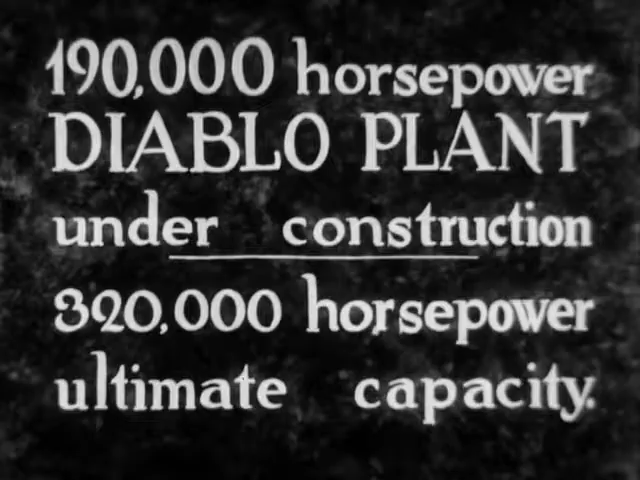 190,000 horsepower
DIABLO PLANT
under construction
320,000 horsepower
ultimate capacity.